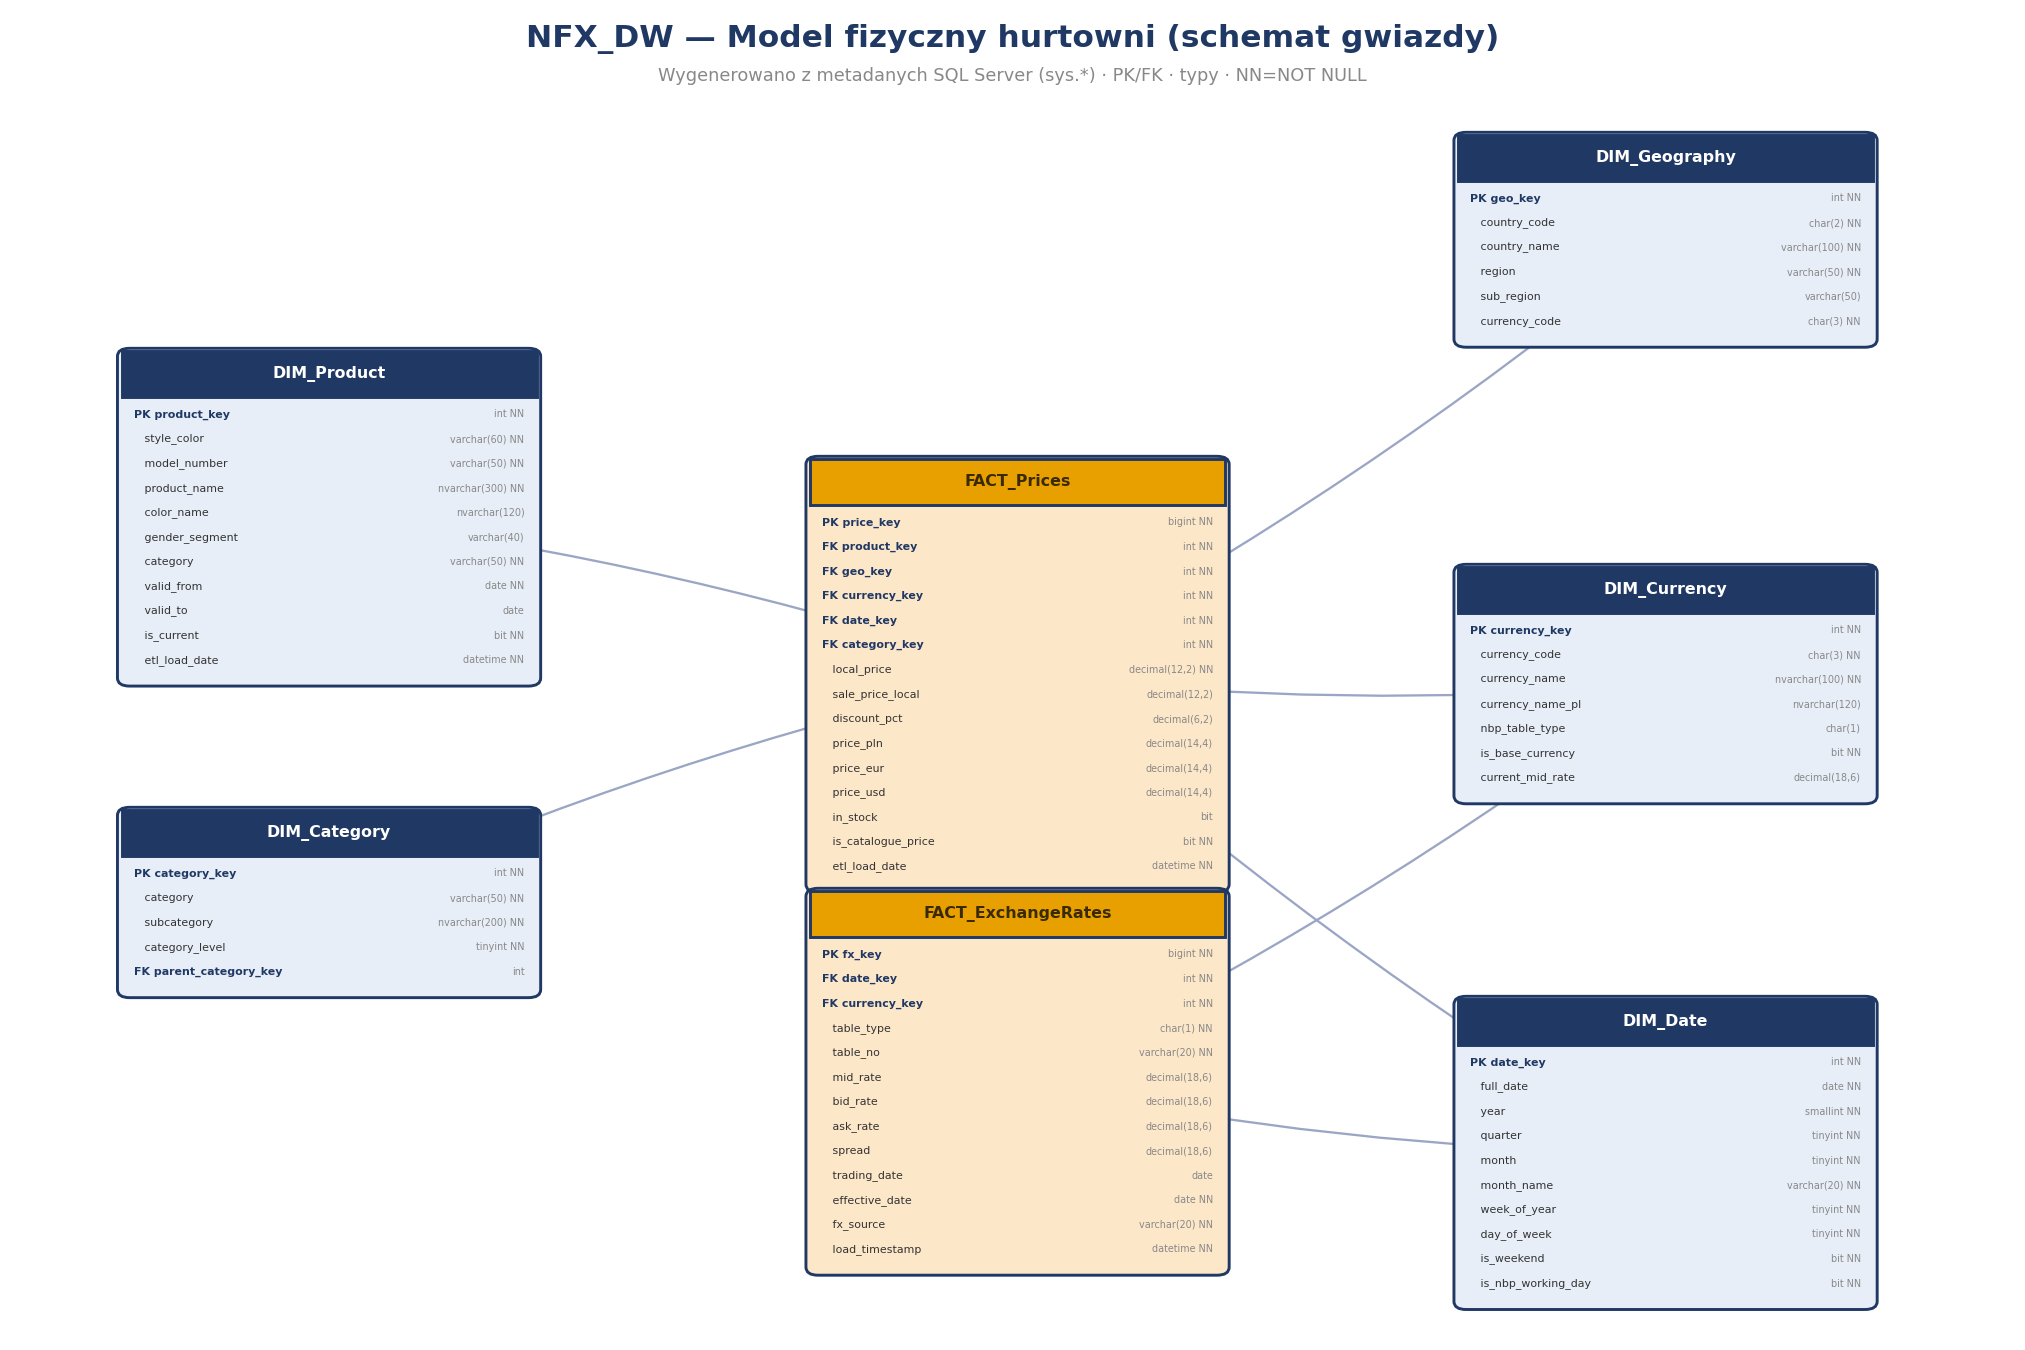 NFX_DW — Model fizyczny hurtowni (schemat gwiazdy)
Wygenerowano z metadanych SQL Server (sys.*) · PK/FK · typy · NN=NOT NULL
DIM_Geography
PK geo_key int NN
country_code char(2) NN
country_name varchar(100) NN
region varchar(50) NN
sub_region varchar(50)
currency_code char(3) NN
DIM_Product
PK product_key int NN
style_color varchar(60) NN
model_number varchar(50) NN
product_name nvarchar(300) NN
color_name nvarchar(120)
gender_segment varchar(40)
category varchar(50) NN
valid_from date NN
valid_to date
is_current bit NN
etl_load_date datetime NN
FACT_Prices
PK price_key bigint NN
FK product_key int NN
FK geo_key int NN
FK currency_key int NN
FK date_key int NN
FK category_key int NN
local_price decimal(12,2) NN
sale_price_local decimal(12,2)
discount_pct decimal(6,2)
price_pln decimal(14,4)
price_eur decimal(14,4)
price_usd decimal(14,4)
in_stock bit
is_catalogue_price bit NN
etl_load_date datetime NN
DIM_Currency
PK currency_key int NN
currency_code char(3) NN
currency_name nvarchar(100) NN
currency_name_pl nvarchar(120)
nbp_table_type char(1)
is_base_currency bit NN
current_mid_rate decimal(18,6)
DIM_Category
PK category_key int NN
category varchar(50) NN
subcategory nvarchar(200) NN
category_level tinyint NN
FK parent_category_key int
FACT_ExchangeRates
PK fx_key bigint NN
FK date_key int NN
FK currency_key int NN
table_type char(1) NN
table_no varchar(20) NN
mid_rate decimal(18,6)
bid_rate decimal(18,6)
ask_rate decimal(18,6)
spread decimal(18,6)
trading_date date
effective_date date NN
fx_source varchar(20) NN
load_timestamp datetime NN
DIM_Date
PK date_key int NN
full_date date NN
year smallint NN
quarter tinyint NN
month tinyint NN
month_name varchar(20) NN
week_of_year tinyint NN
day_of_week tinyint NN
is_weekend bit NN
is_nbp_working_day bit NN